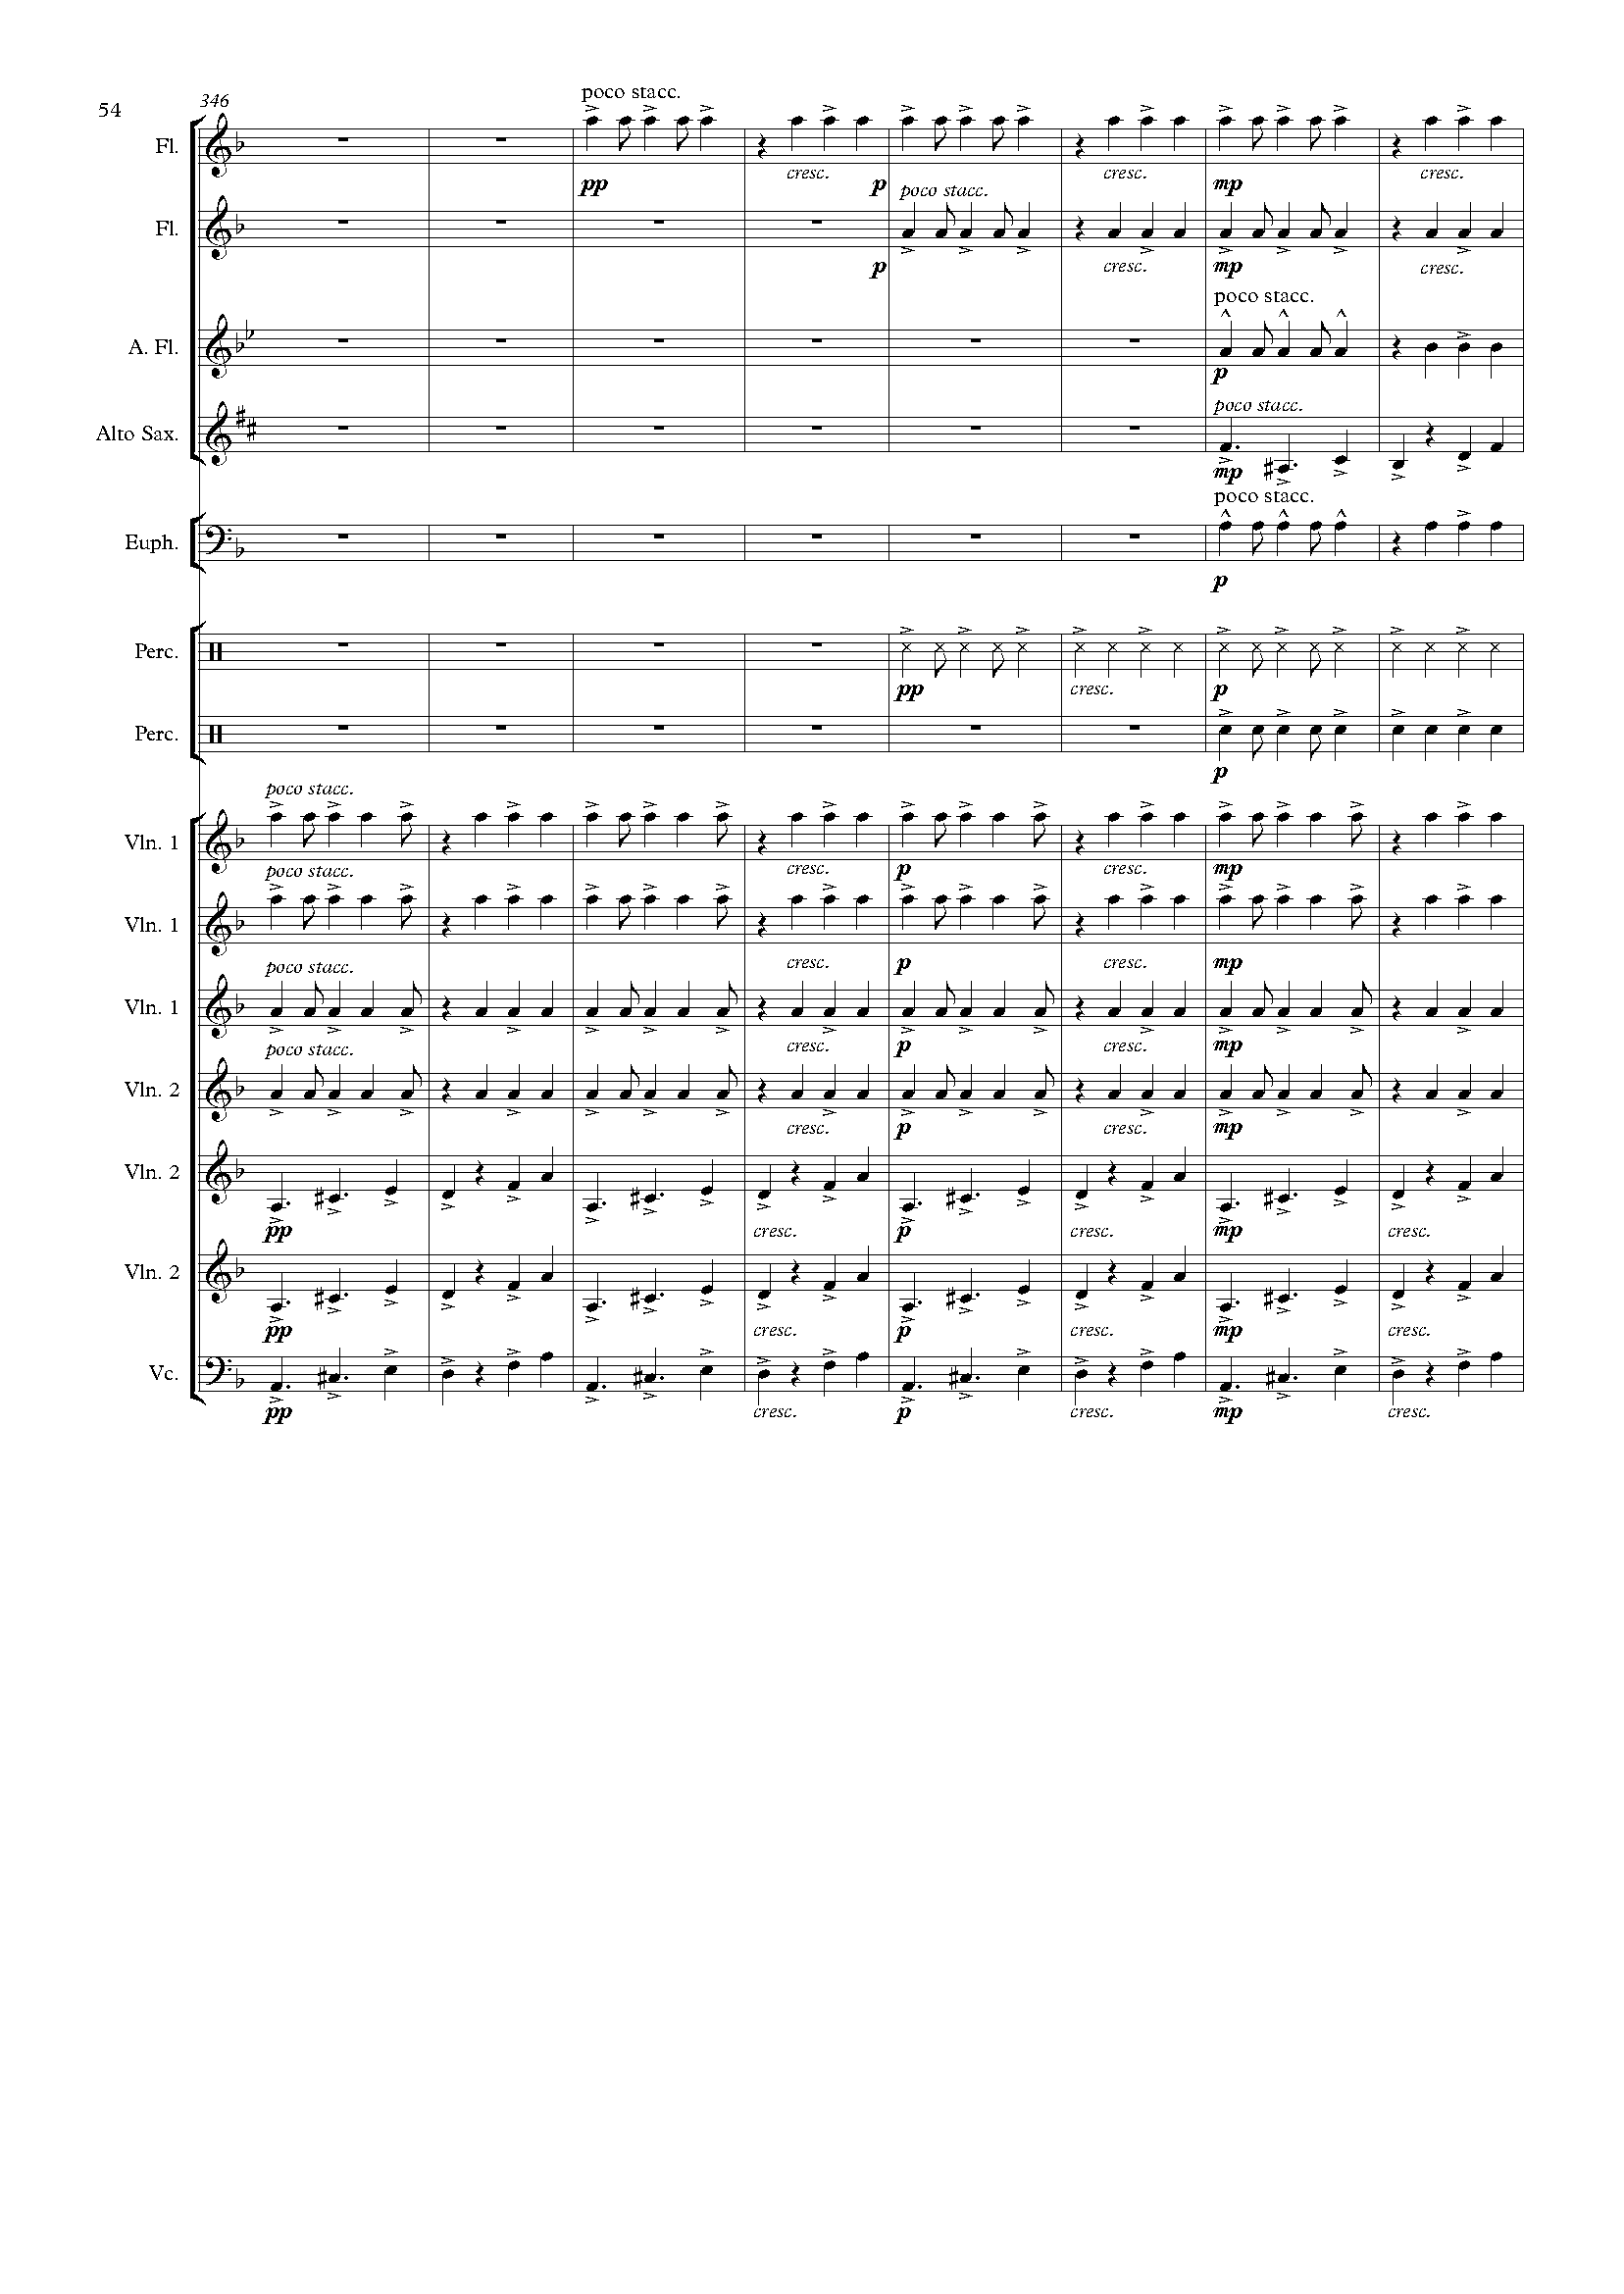 54
346
poco stacc.
Fl.
cresc.
cresc.
cresc.
pp
p
mp
poco stacc.
Fl.
p
cresc.
mp
cresc.
poco stacc.
A. Fl.
p
poco stacc.
Alto Sax.
mp
poco stacc.
Euph.
p
Perc.
pp
cresc.
p
Perc.
p
poco stacc.
Vln. 1
cresc.
p
cresc.
mp
poco stacc.
Vln. 1
cresc.
p
cresc.
mp
poco stacc.
Vln. 1
cresc.
p
cresc.
mp
poco stacc.
Vln. 2
cresc.
p
cresc.
mp
Vln. 2
pp
cresc.
p
cresc.
mp
cresc.
Vln. 2
pp
cresc.
p
cresc.
mp
cresc.
Vc.
pp
cresc.
p
cresc.
mp
cresc.